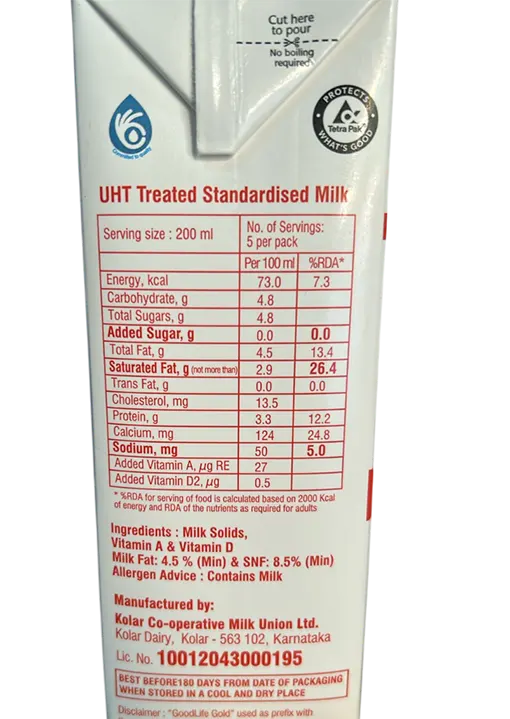 Cut here
to pour
No boiling
required
PROTECTS
Tetra Pak
WHAT'S GOOD
Committed to quality
UHT Treated Standardised Milk
Serving size : 200 ml
No. of Servings:
5 per pack
Per 100 ml %RDA*
Energy, kcal 73.0 7.3
Carbohydrate, g 4.8
Total Sugars, g 4.8
Added Sugar, g 0.0 0.0
Total Fat, g 4.5 13.4
Saturated Fat, g (not more than) 2.9 26.4
Trans Fat, g 0.0 0.0
Cholesterol, mg 13.5
Protein, g 3.3 12.2
Calcium, mg 124 24.8
Sodium, mg 50 5.0
Added Vitamin A, µg RE 27
Added Vitamin D2, µg 0.5
* %RDA for serving of food is calculated based on 2000 Kcal
of energy and RDA of the nutrients as required for adults
Ingredients : Milk Solids,
Vitamin A & Vitamin D
Milk Fat: 4.5 % (Min) & SNF: 8.5% (Min)
Allergen Advice : Contains Milk
Manufactured by:
Kolar Co-operative Milk Union Ltd.
Kolar Dairy, Kolar - 563 102, Karnataka
Lic. No. 10012043000195
BEST BEFORE180 DAYS FROM DATE OF PACKAGING
WHEN STORED IN A COOL AND DRY PLACE
Disclaimer : "GoodLife Gold" used as prefix with